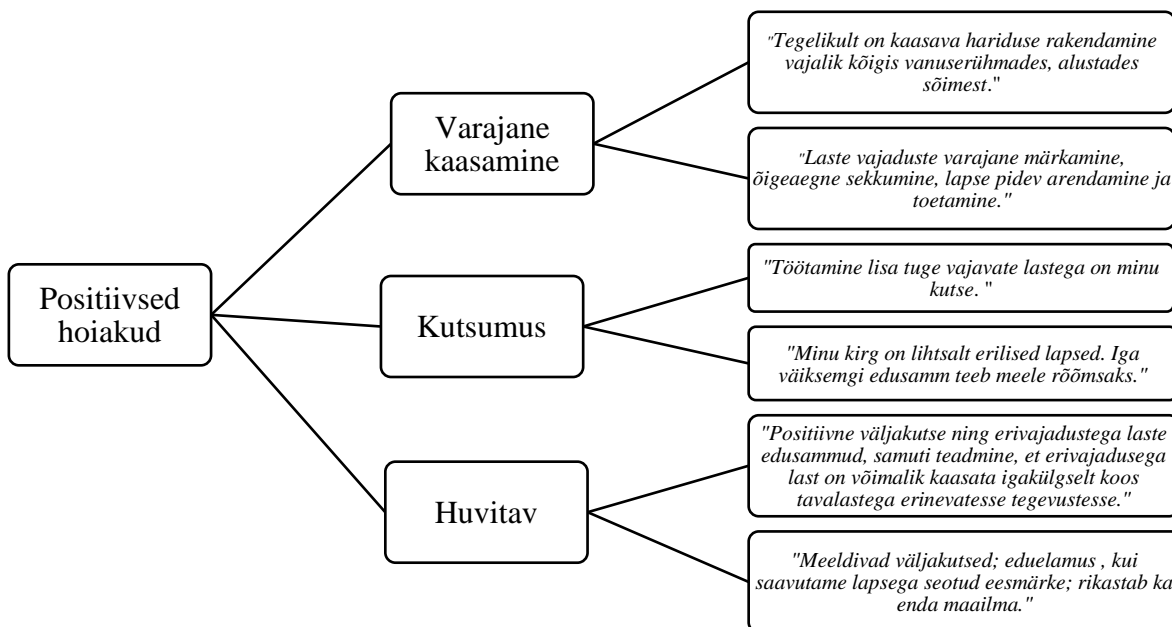 Positiivsed
hoiakud
Varajane
kaasamine
"Tegelikult on kaasava hariduse rakendamine
vajalik kõigis vanuserühmades, alustades
sõimest."
"Laste vajaduste varajane märkamine,
õigeaegne sekkumine, lapse pidev arendamine ja
toetamine."
Kutsumus
"Töötamine lisa tuge vajavate lastega on minu
kutse. "
"Minu kirg on lihtsalt erilised lapsed. Iga
väiksemgi edusamm teeb meele rõõmsaks."
Huvitav
"Positiivne väljakutse ning erivajadustega laste
edusammud, samuti teadmine, et erivajadusega
last on võimalik kaasata igakülgselt koos
tavalastega erinevatesse tegevustesse."
"Meeldivad väljakutsed; eduelamus , kui
saavutame lapsega seotud eesmärke; rikastab ka
enda maailma."